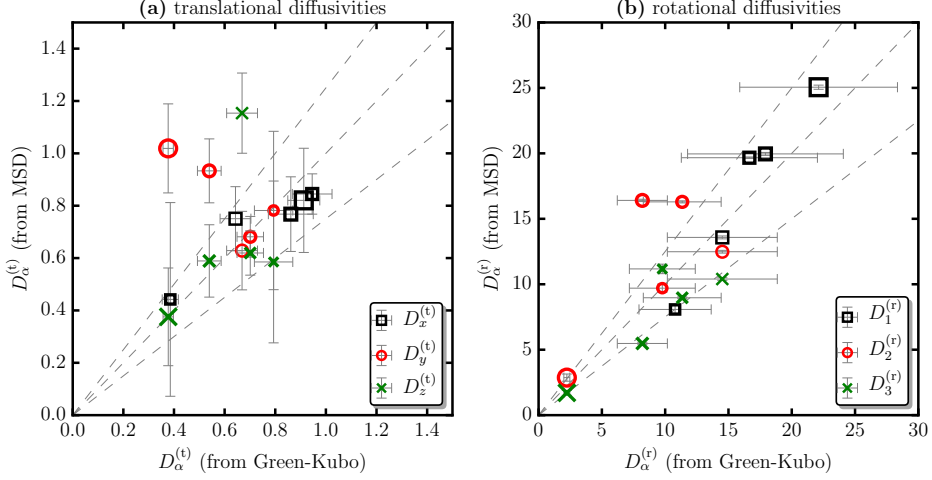 (a) translational diffusivities
1.4
1.2
1.0
0.8
0.6
0.4
0.2
0.0
0.0 0.2 0.4 0.6 0.8 1.0 1.2 1.4
D_α^(t) (from MSD)
D_α^(t) (from Green-Kubo)
D_x^(t)
D_y^(t)
D_z^(t)
(b) rotational diffusivities
30
25
20
15
10
5
0
0 5 10 15 20 25 30
D_α^(r) (from MSD)
D_α^(r) (from Green-Kubo)
D_1^(r)
D_2^(r)
D_3^(r)